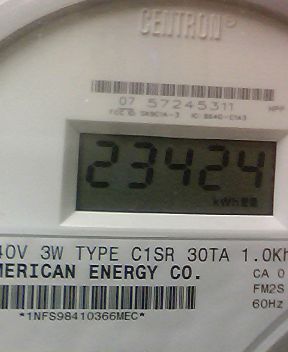 CENTRON®
07 57245311
23424
kWh
40V 3W TYPE C1SR 30TA 1.0Kh
MERICAN ENERGY CO.
CA 0
FM2S
60Hz
*1NFS98410366MEC*